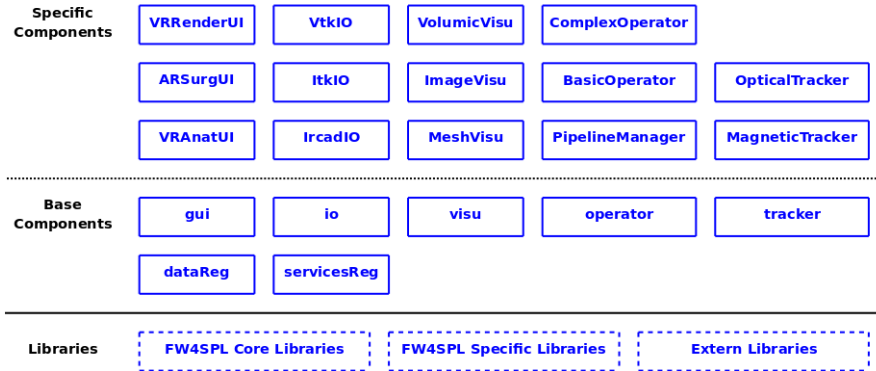 Specific
Components
VRRenderUI VtkIO VolumicVisu ComplexOperator
ARSurgUI ItkIO ImageVisu BasicOperator OpticalTracker
VRAnatUI IrcadIO MeshVisu PipelineManager MagneticTracker
Base
Components
gui io visu operator tracker
dataReg servicesReg
Libraries FW4SPL Core Libraries FW4SPL Specific Libraries Extern Libraries